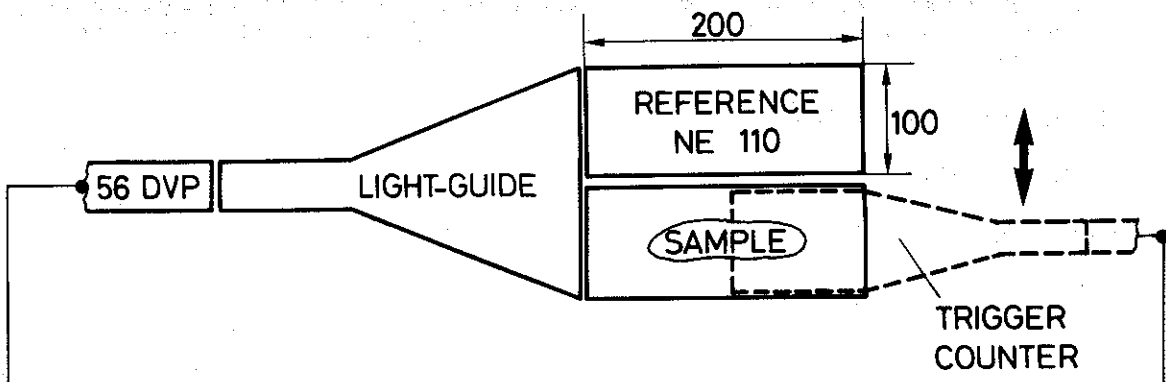 200
REFERENCE
NE 110
100
56 DVP
LIGHT-GUIDE
SAMPLE
TRIGGER
COUNTER